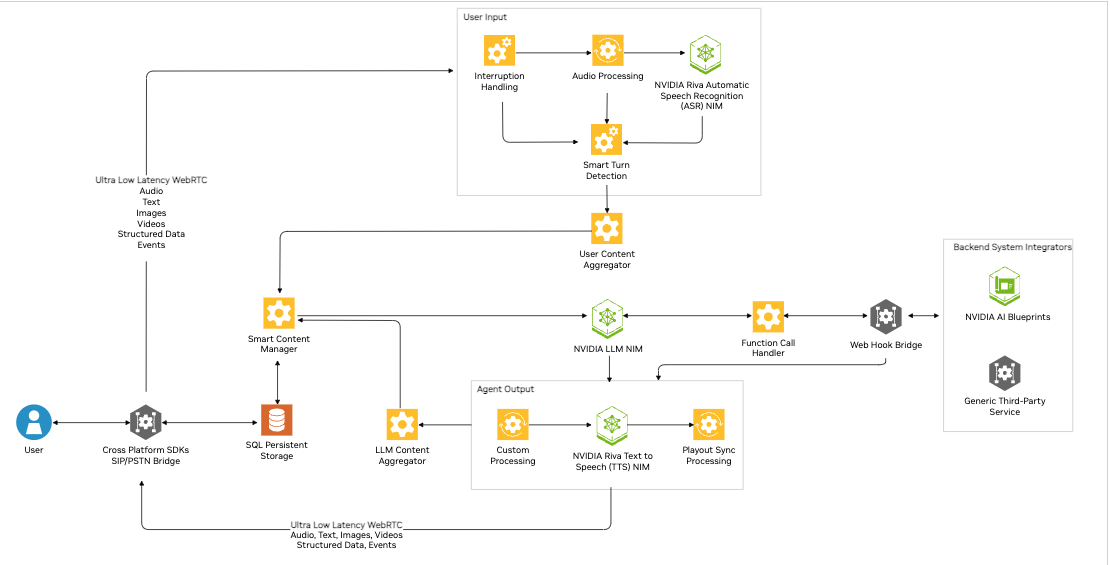 User Input
Interruption
Handling
Audio Processing
NVIDIA Riva Automatic
Speech Recognition
(ASR) NIM
Smart Turn
Detection
Ultra Low Latency WebRTC
Audio
Text
Images
Videos
Structured Data
Events
User Content
Aggregator
Backend System Integrators
NVIDIA AI Blueprints
Generic Third-Party
Service
Smart Content
Manager
NVIDIA LLM NIM
Function Call
Handler
Web Hook Bridge
Agent Output
User
Cross Platform SDKs
SIP/PSTN Bridge
SQL Persistent
Storage
LLM Content
Aggregator
Custom
Processing
NVIDIA Riva Text to
Speech (TTS) NIM
Playout Sync
Processing
Ultra Low Latency WebRTC
Audio, Text, Images, Videos
Structured Data, Events